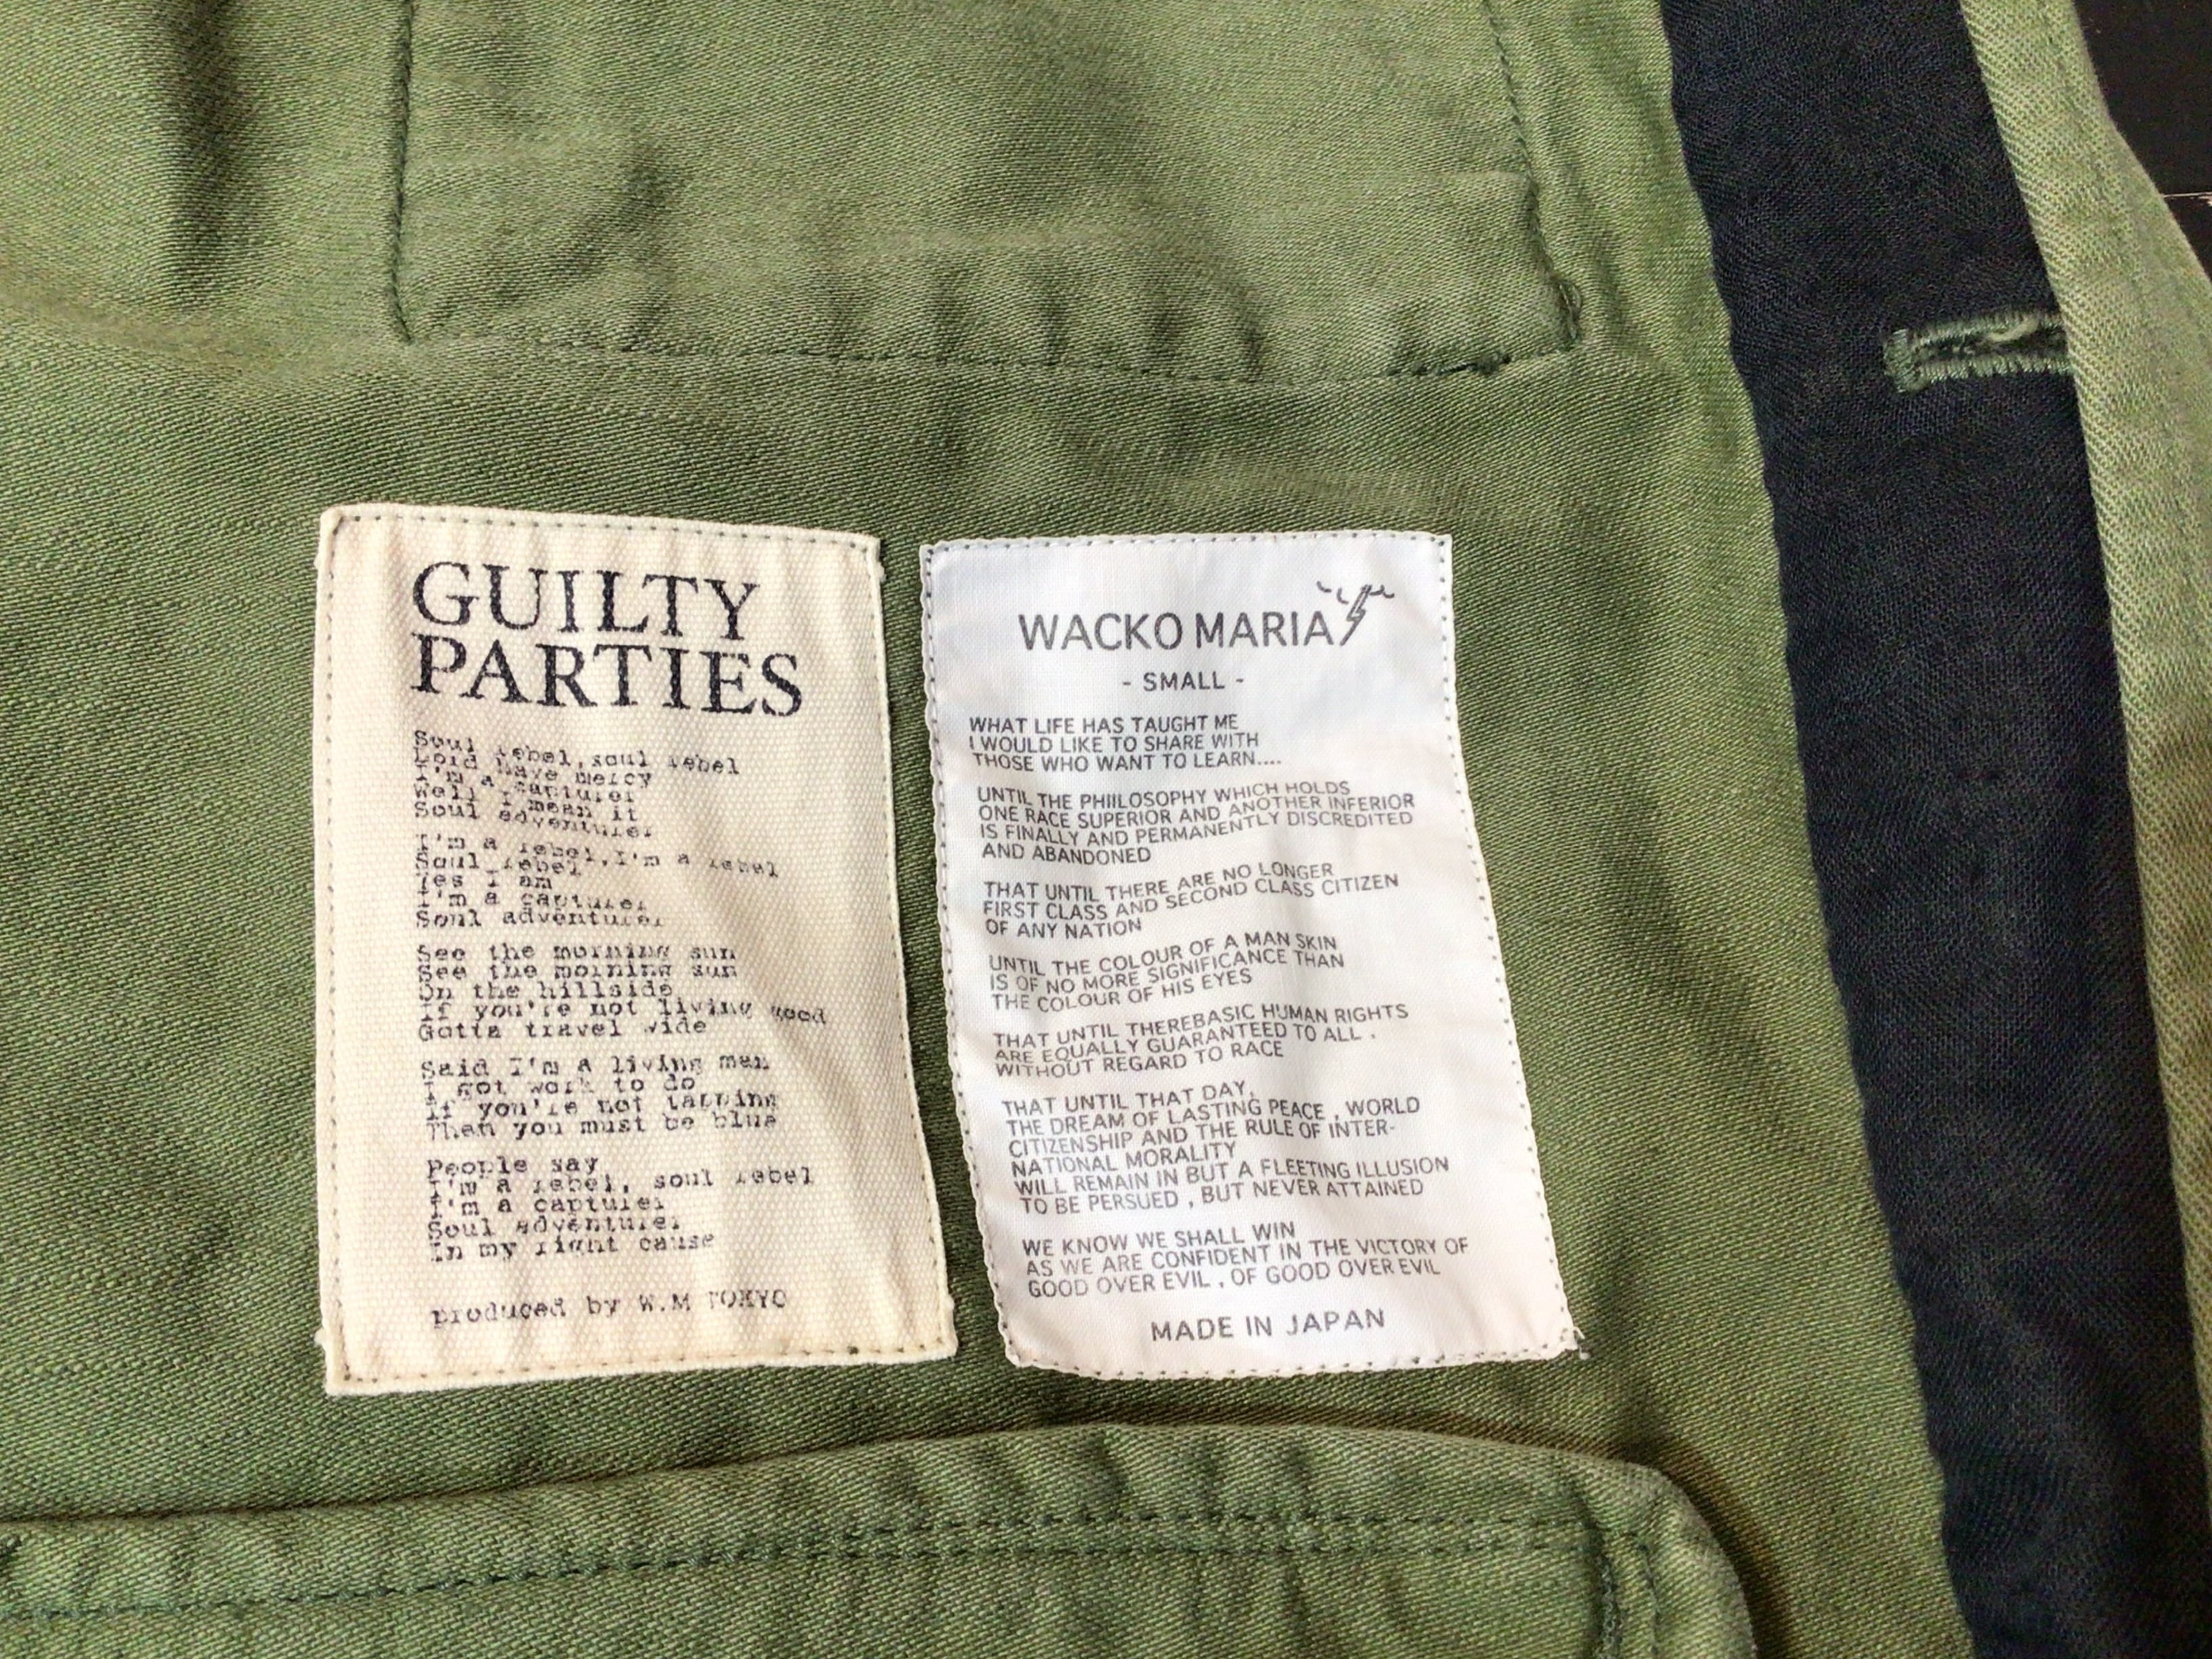 GUILTY
PARTIES
Soul rebel, soul rebel
Lord have mercy
I'm a capturer
Well I mean it
Soul adventurer
I'm a rebel, I'm a rebel
Soul rebel
Yes I am
I'm a capturer
Soul adventurer
See the morning sun
See the morning sun
On the hillside
If you're not living good
Gotta travel wide
Said I'm a living man
I got work to do
If you're not tapping
Then you must be blue
People say
I'm a rebel, soul rebel
I'm a capturer
Soul adventurer
In my right cause
produced by W.M TOKYO
WACKO MARIA
- SMALL -
WHAT LIFE HAS TAUGHT ME
I WOULD LIKE TO SHARE WITH
THOSE WHO WANT TO LEARN....
UNTIL THE PHIILOSOPHY WHICH HOLDS
ONE RACE SUPERIOR AND ANOTHER INFERIOR
IS FINALLY AND PERMANENTLY DISCREDITED
AND ABANDONED
THAT UNTIL THERE ARE NO LONGER
FIRST CLASS AND SECOND CLASS CITIZEN
OF ANY NATION
UNTIL THE COLOUR OF A MAN SKIN
IS OF NO MORE SIGNIFICANCE THAN
THE COLOUR OF HIS EYES
THAT UNTIL THEREBASIC HUMAN RIGHTS
ARE EQUALLY GUARANTEED TO ALL .
WITHOUT REGARD TO RACE
THAT UNTIL THAT DAY,
THE DREAM OF LASTING PEACE , WORLD
CITIZENSHIP AND THE RULE OF INTER-
NATIONAL MORALITY
WILL REMAIN IN BUT A FLEETING ILLUSION
TO BE PERSUED , BUT NEVER ATTAINED
WE KNOW WE SHALL WIN
AS WE ARE CONFIDENT IN THE VICTORY OF
GOOD OVER EVIL , OF GOOD OVER EVIL
MADE IN JAPAN